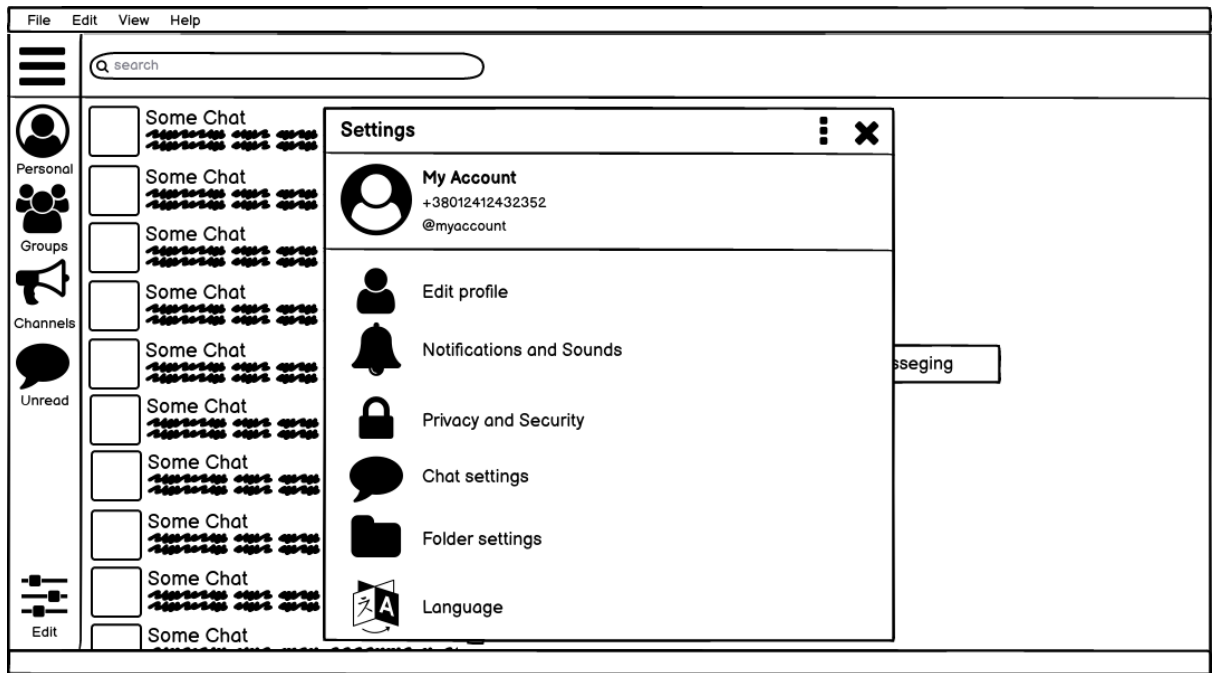 File Edit View Help
search
Personal
Groups
Channels
Unread
Edit
Some Chat
Some Chat
Some Chat
Some Chat
Some Chat
Some Chat
Some Chat
Some Chat
Some Chat
Some Chat
Settings
My Account
+38012412432352
@myaccount
Edit profile
Notifications and Sounds
Privacy and Security
Chat settings
Folder settings
Language
A
sseging